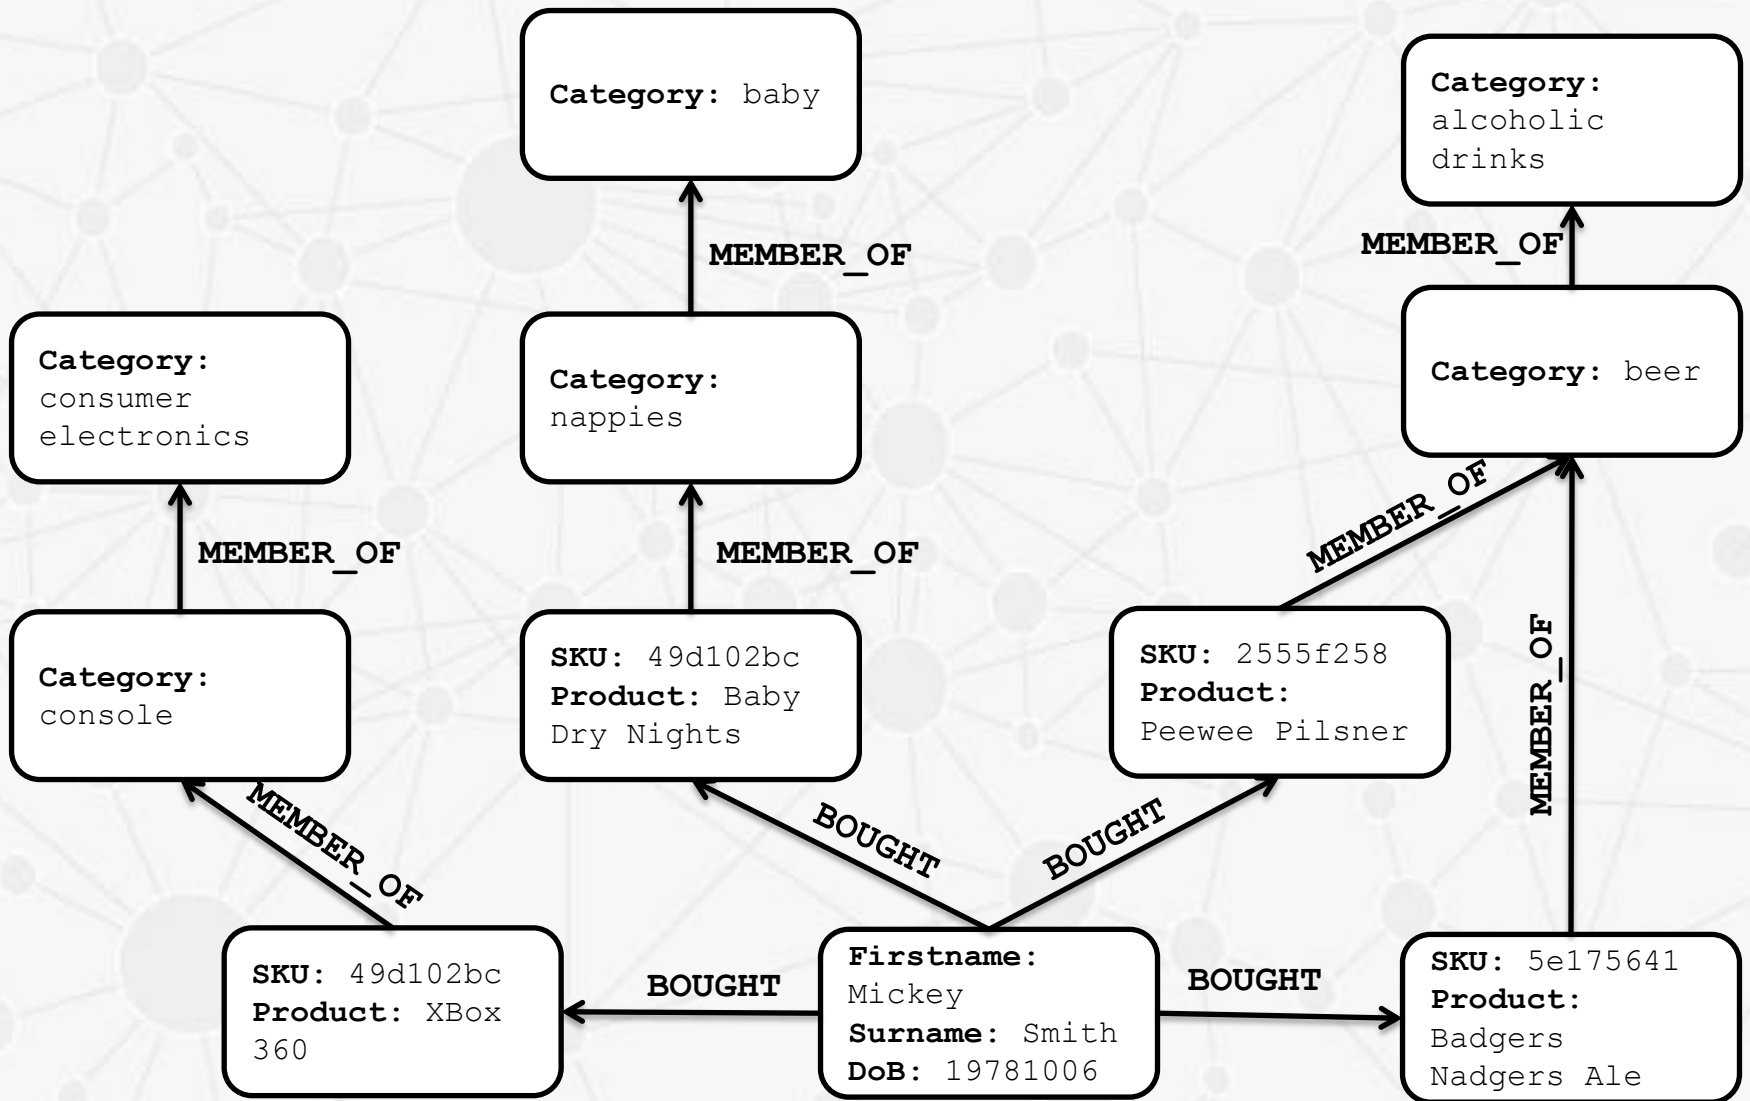 Category: baby
Category:
alcoholic
drinks
MEMBER_OF
MEMBER_OF
Category:
consumer
electronics
Category:
nappies
Category: beer
MEMBER_OF
MEMBER_OF
MEMBER_OF
MEMBER_OF
Category:
console
SKU: 49d102bc
Product: Baby
Dry Nights
SKU: 2555f258
Product:
Peewee Pilsner
MEMBER_OF
BOUGHT
BOUGHT
SKU: 49d102bc
Product: XBox
360
BOUGHT
Firstname:
Mickey
Surname: Smith
DoB: 19781006
BOUGHT
SKU: 5e175641
Product:
Badgers
Nadgers Ale